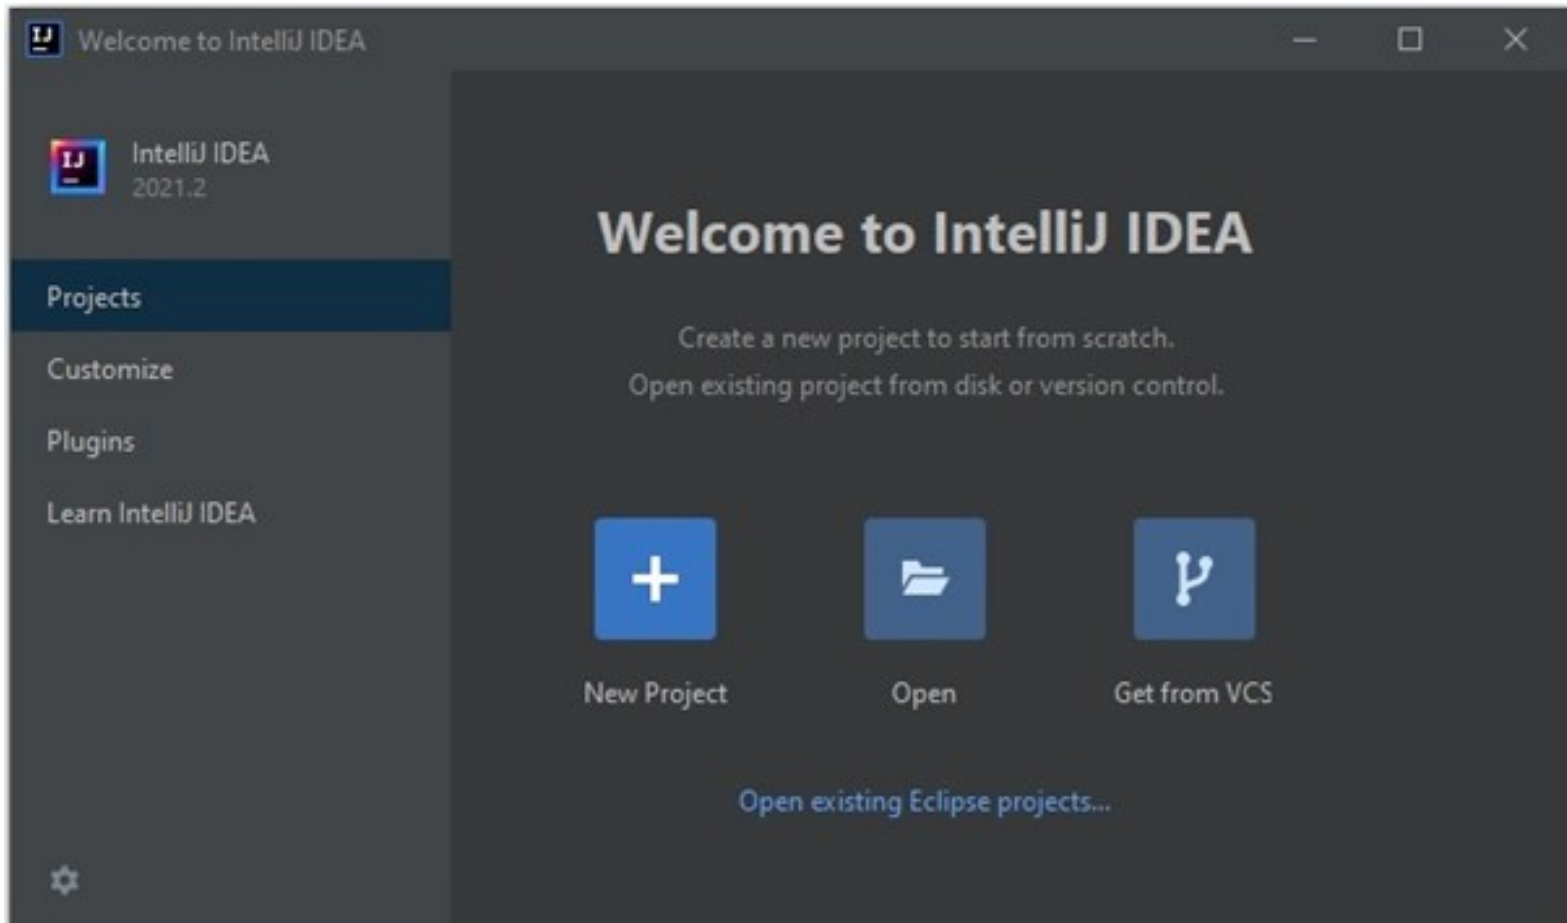 IJ
Welcome to IntelliJ IDEA
IJ
IntelliJ IDEA
2021.2
Projects
Customize
Plugins
Learn IntelliJ IDEA
Welcome to IntelliJ IDEA
Create a new project to start from scratch.
Open existing project from disk or version control.
New Project
Open
Get from VCS
Open existing Eclipse projects...